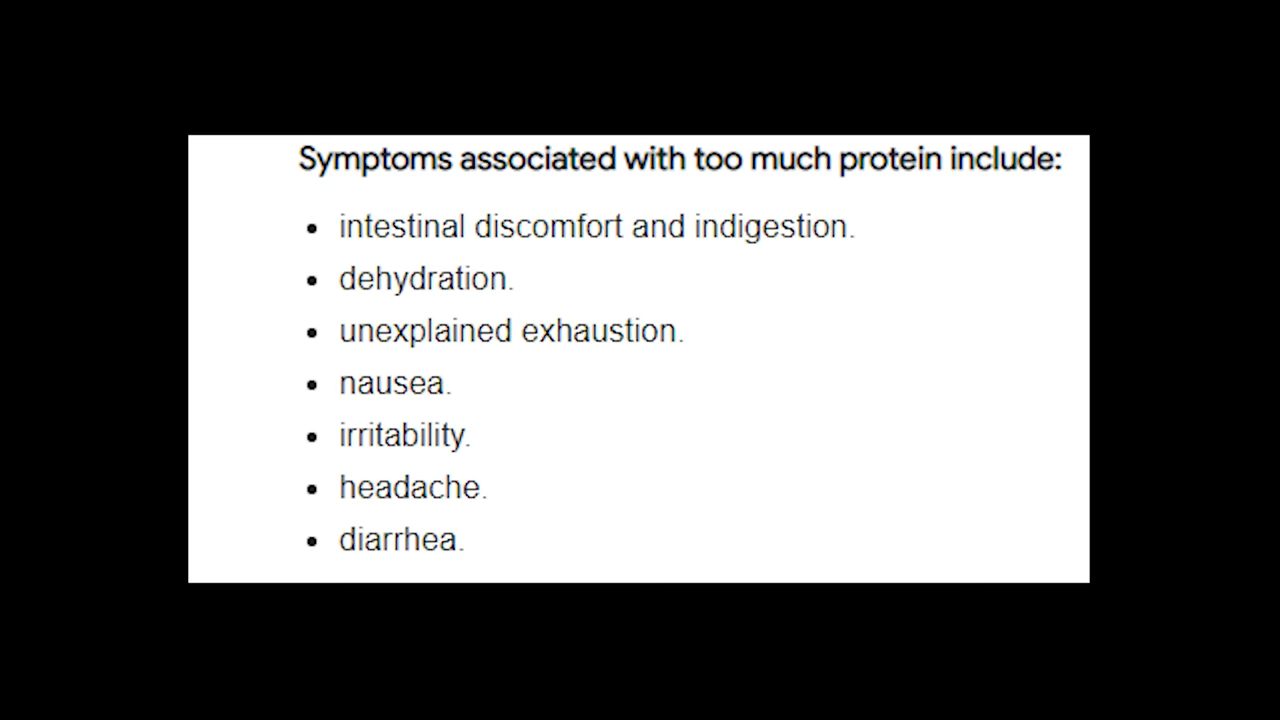 Symptoms associated with too much protein include:
• intestinal discomfort and indigestion.
• dehydration.
• unexplained exhaustion.
• nausea.
• irritability.
• headache.
• diarrhea.